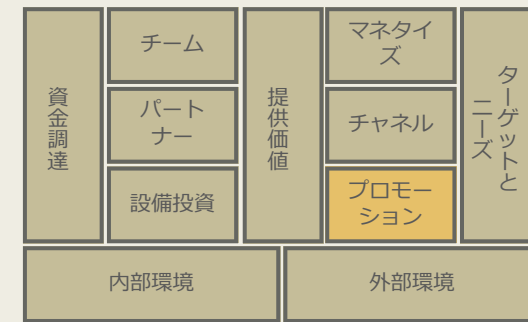 資金調達
チーム
パート
ナー
設備投資
提供価値
マネタイ
ズ
チャネル
プロモー
ション
ターゲットと
ニーズ
内部環境
外部環境